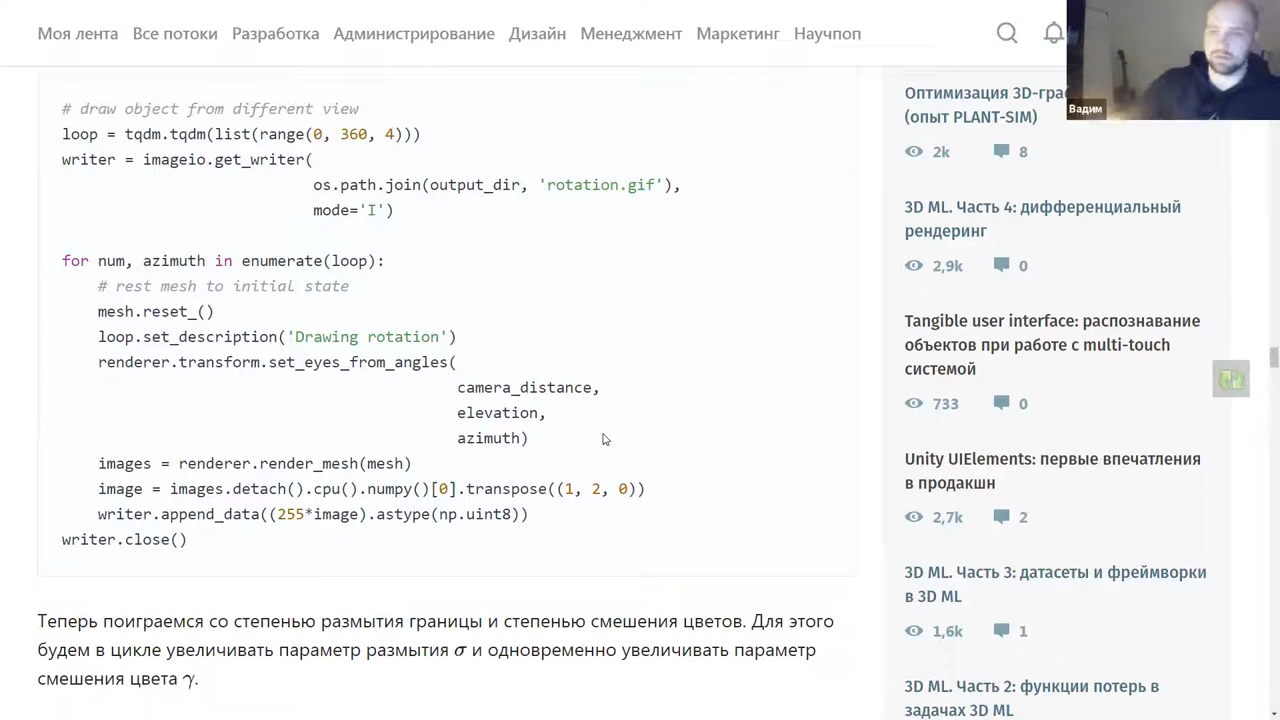 Моя лента Все потоки Разработка Администрирование Дизайн Менеджмент Маркетинг Научпоп
# draw object from different view
loop = tqdm.tqdm(list(range(0, 360, 4)))
writer = imageio.get_writer(
os.path.join(output_dir, 'rotation.gif'),
mode='I')
for num, azimuth in enumerate(loop):
# rest mesh to initial state
mesh.reset_()
loop.set_description('Drawing rotation')
renderer.transform.set_eyes_from_angles(
camera_distance,
elevation,
azimuth)
images = renderer.render_mesh(mesh)
image = images.detach().cpu().numpy()[0].transpose((1, 2, 0))
writer.append_data((255*image).astype(np.uint8))
writer.close()
Теперь поиграемся со степенью размытия границы и степенью смешения цветов. Для этого
будем в цикле увеличивать параметр размытия σ и одновременно увеличивать параметр
смешения цвета γ.
Вадим
Оптимизация
(опыт PLANT-SIM)
2k 8
3D ML. Часть 4: дифференциальный
рендеринг
2,9k 0
Tangible user interface: распознавание
объектов при работе с multi-touch
системой
733 0
Unity UIElements: первые впечатления
в продакшн
2,7k 2
3D ML. Часть 3: датасеты и фреймворки
в 3D ML
1,6k 1
3D ML. Часть 2: функции потерь в
задачах 3D ML